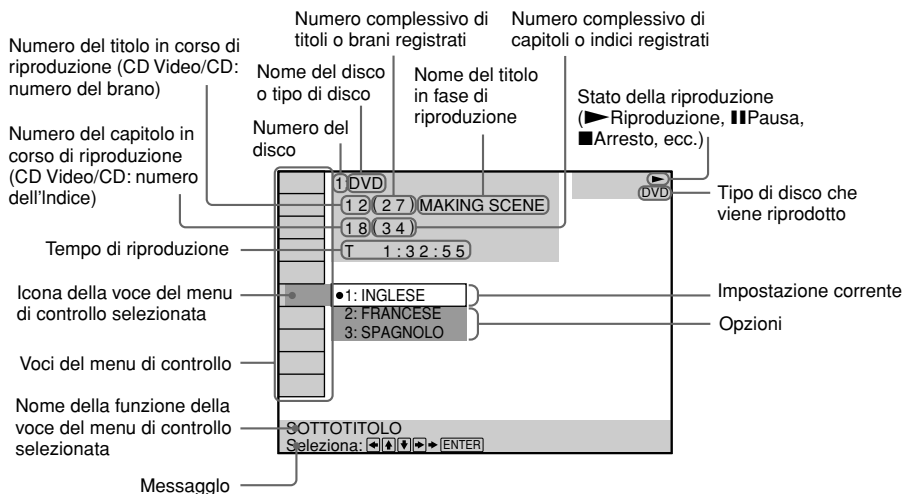 Numero complessivo di
titoli o brani registrati
Numero complessivo di
capitoli o indici registrati
Numero del titolo in corso di
riproduzione (CD Video/CD:
numero del brano)
Nome del disco
o tipo di disco
Nome del titolo
in fase di
riproduzione
Stato della riproduzione
(►Riproduzione, ❚❚Pausa,
■Arresto, ecc.)
Numero del capitolo in
corso di riproduzione
(CD Video/CD: numero
dell'Indice)
Numero del
disco
1 DVD
1 2 ( 2 7 ) MAKING SCENE
1 8 ( 3 4 )
T 1 : 3 2 : 5 5
►
DVD
Tipo di disco che
viene riprodotto
Tempo di riproduzione
Icona della voce del menu
di controllo selezionata
●1: INGLESE
2: FRANCESE
3: SPAGNOLO
Impostazione corrente
Opzioni
Voci del menu di controllo
Nome della funzione della
voce del menu di controllo
selezionata
SOTTOTITOLO
Seleziona: ← ↑ ↓ → → ENTER
Messagglo